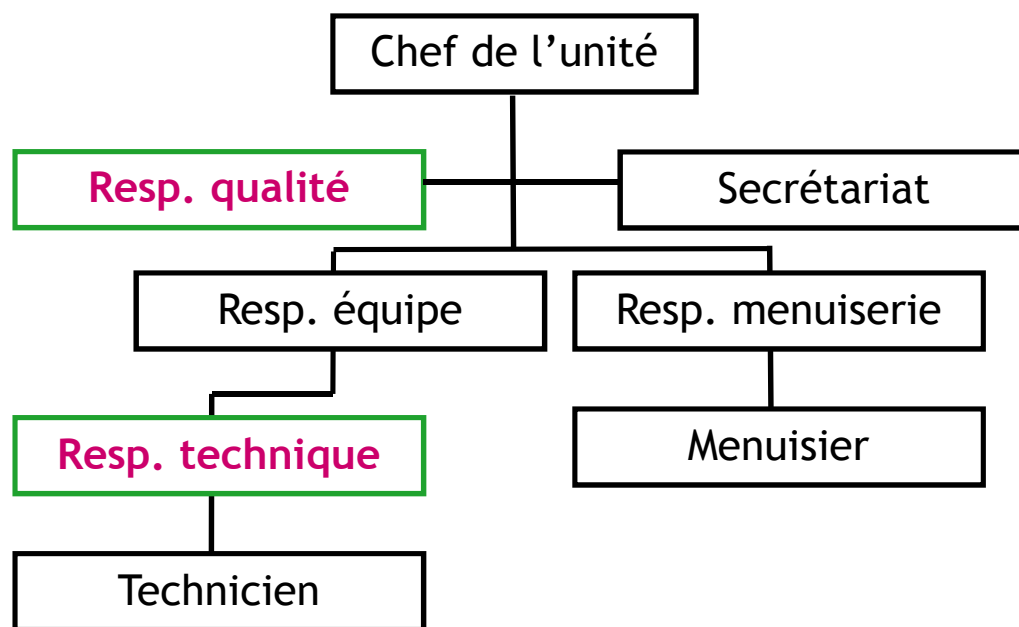 Chef de l’unité
Resp. qualité
Secrétariat
Resp. équipe
Resp. menuiserie
Resp. technique
Menuisier
Technicien